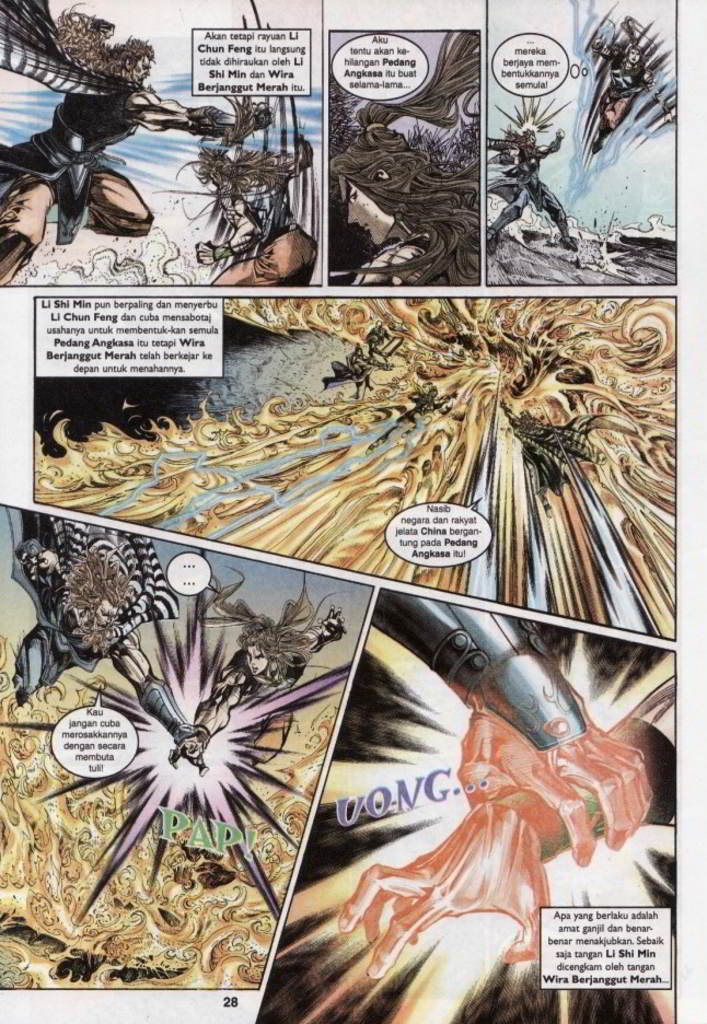 Akan tetapi rayuan Li
Chun Feng itu langsung
tidak dihiraukan oleh Li
Shi Min dan Wira
Berjanggut Merah itu.
Aku
tentu akan ke-
hilangan Pedang
Angkasa itu buat
selama-lama...
...
mereka
berjaya mem-
bentukkannya
semula!
Li Shi Min pun berpaling dan menyerbu
Li Chun Feng dan cuba mensabotaj
usahanya untuk membentuk-kan semula
Pedang Angkasa itu tetapi Wira
Berjanggut Merah telah berkejar ke
depan untuk menahannya.
Nasib
negara dan rakyat
jelata China bergan-
tung pada Pedang
Angkasa itu!
...
...
Kau
jangan cuba
merosakkannya
dengan secara
membuta
tuli!
PAP!
UONG...
Apa yang berlaku adalah
amat ganjil dan benar-
benar menakjubkan. Sebaik
saja tangan Li Shi Min
dicengkam oleh tangan
Wira Berjanggut Merah...
28